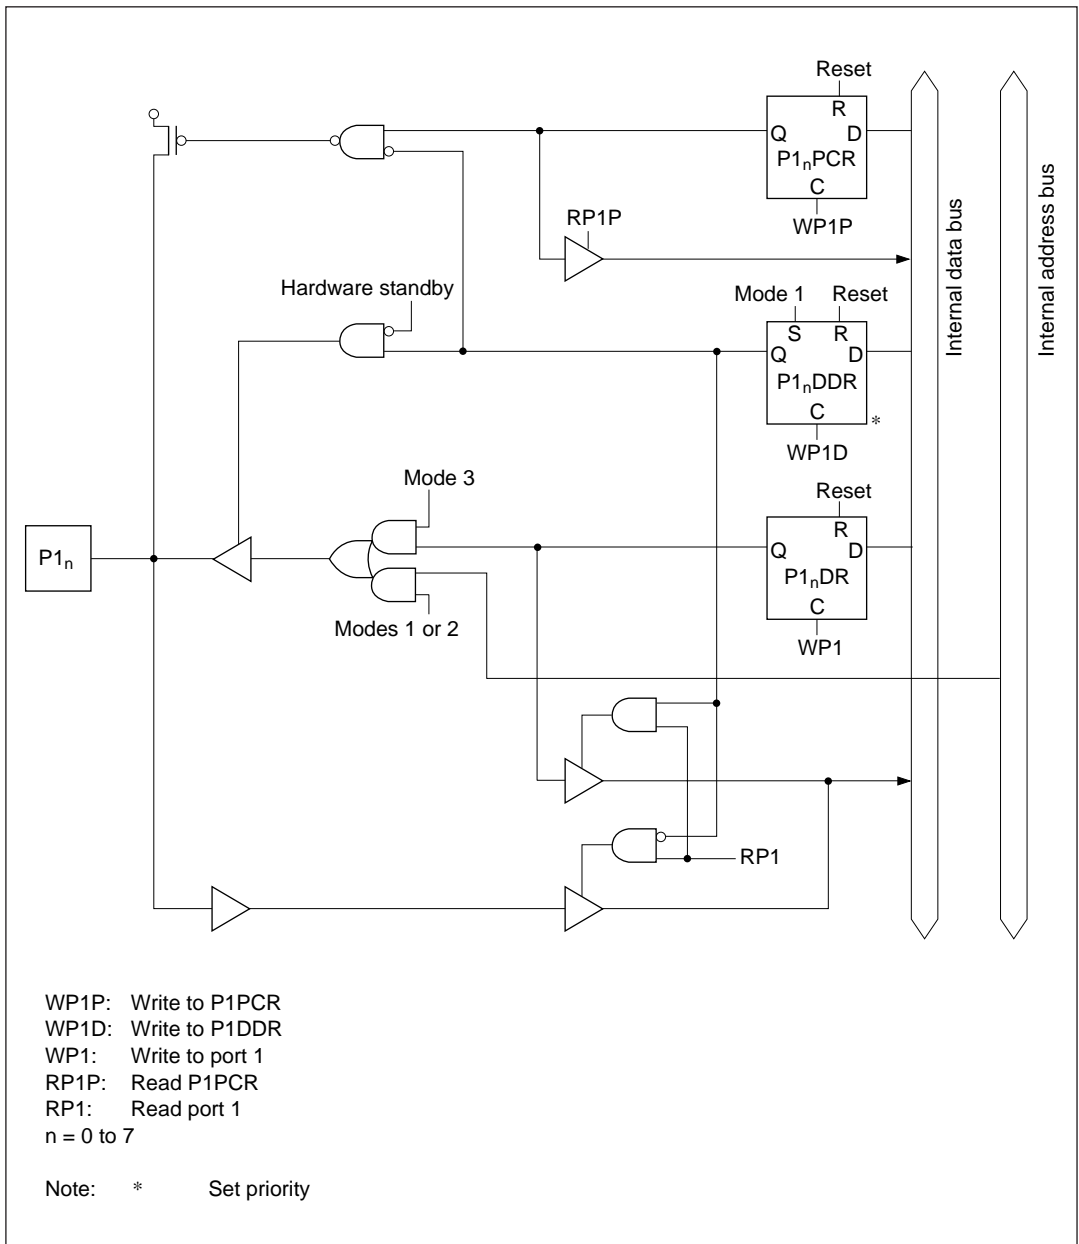 Reset
R
Q D
P1nPCR
C
WP1P
RP1P
Hardware standby
Mode 1 Reset
S R
Q D
P1nDDR
C
*
WP1D
Mode 3
Reset
R
Q D
P1nDR
C
WP1
P1n
Modes 1 or 2
RP1
Internal data bus
Internal address bus
WP1P: Write to P1PCR
WP1D: Write to P1DDR
WP1: Write to port 1
RP1P: Read P1PCR
RP1: Read port 1
n = 0 to 7
Note: * Set priority